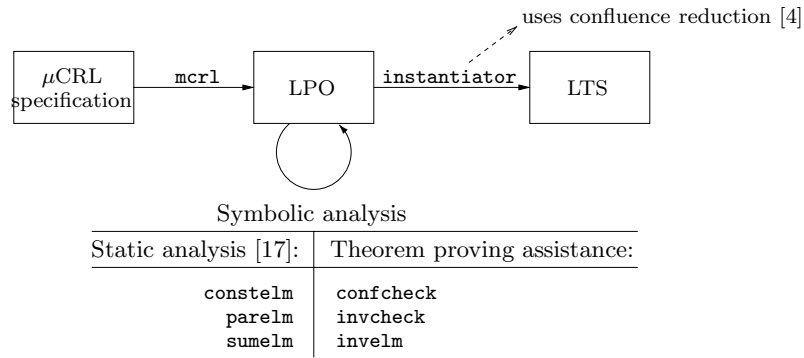 uses confluence reduction [4]
μCRL
specification
mcrl
LPO
instantiator
LTS
Symbolic analysis
Static analysis [17]: Theorem proving assistance:
constelm confcheck
parelm invcheck
sumelm invelm